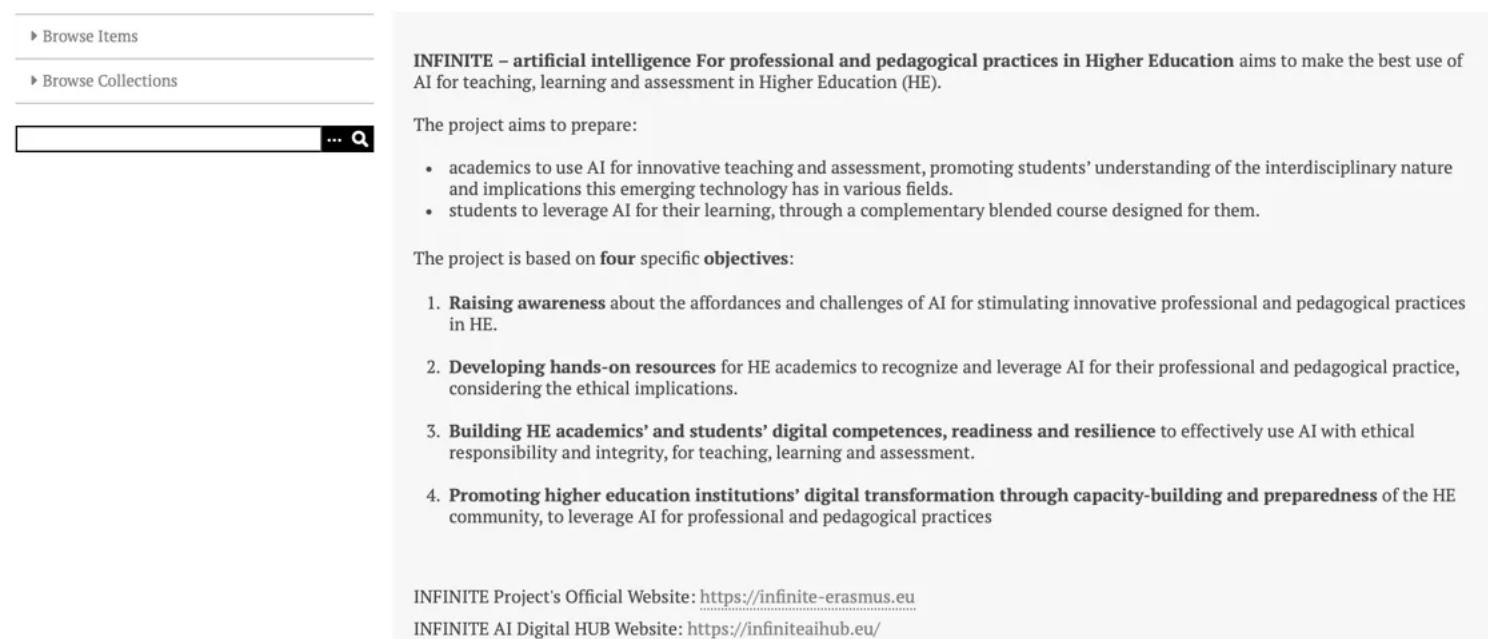 Browse Items
Browse Collections
...
INFINITE – artificial intelligence For professional and pedagogical practices in Higher Education aims to make the best use of
AI for teaching, learning and assessment in Higher Education (HE).
The project aims to prepare:
• academics to use AI for innovative teaching and assessment, promoting students’ understanding of the interdisciplinary nature
and implications this emerging technology has in various fields.
• students to leverage AI for their learning, through a complementary blended course designed for them.
The project is based on four specific objectives:
1. Raising awareness about the affordances and challenges of AI for stimulating innovative professional and pedagogical practices
in HE.
2. Developing hands-on resources for HE academics to recognize and leverage AI for their professional and pedagogical practice,
considering the ethical implications.
3. Building HE academics’ and students’ digital competences, readiness and resilience to effectively use AI with ethical
responsibility and integrity, for teaching, learning and assessment.
4. Promoting higher education institutions’ digital transformation through capacity-building and preparedness of the HE
community, to leverage AI for professional and pedagogical practices
INFINITE Project's Official Website: https://infinite-erasmus.eu
INFINITE AI Digital HUB Website: https://infiniteaihub.eu/